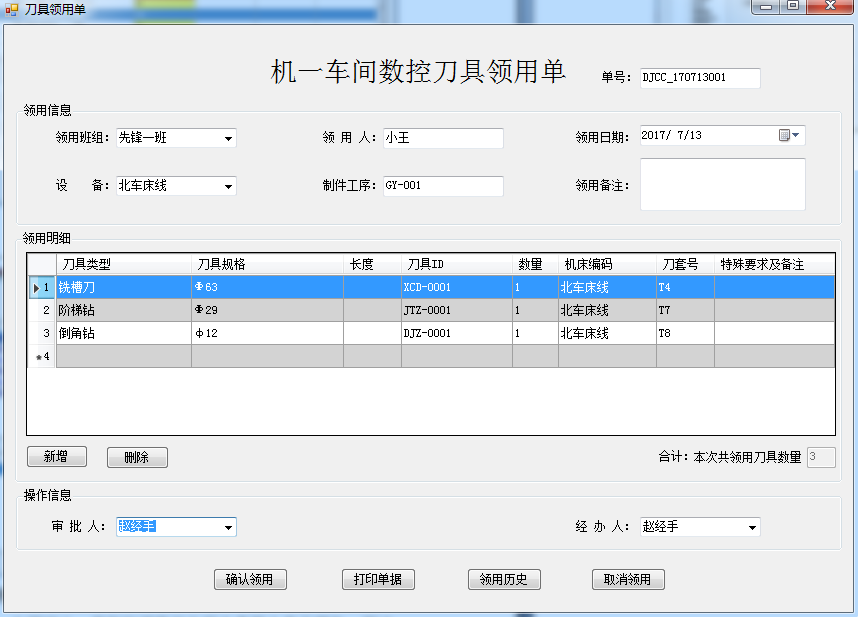 刀具领用单
机一车间数控刀具领用单
单号: DJCC_170713001
领用信息
领用班组: 先锋一班 领 用 人: 小王 领用日期: 2017/ 7/13
设 备: 北车床线 制件工序: GY-001 领用备注:
领用明细
刀具类型 刀具规格 长度 刀具ID 数量 机床编码 刀套号 特殊要求及备注
1 铣槽刀 Φ63 XCD-0001 1 北车床线 T4
2 阶梯钻 Φ29 JTZ-0001 1 北车床线 T7
3 倒角钻 φ12 DJZ-0001 1 北车床线 T8
*4
新增 删除 合计: 本次共领用刀具数量 3
操作信息
审 批 人: 赵经手 经 办 人: 赵经手
确认领用 打印单据 领用历史 取消领用